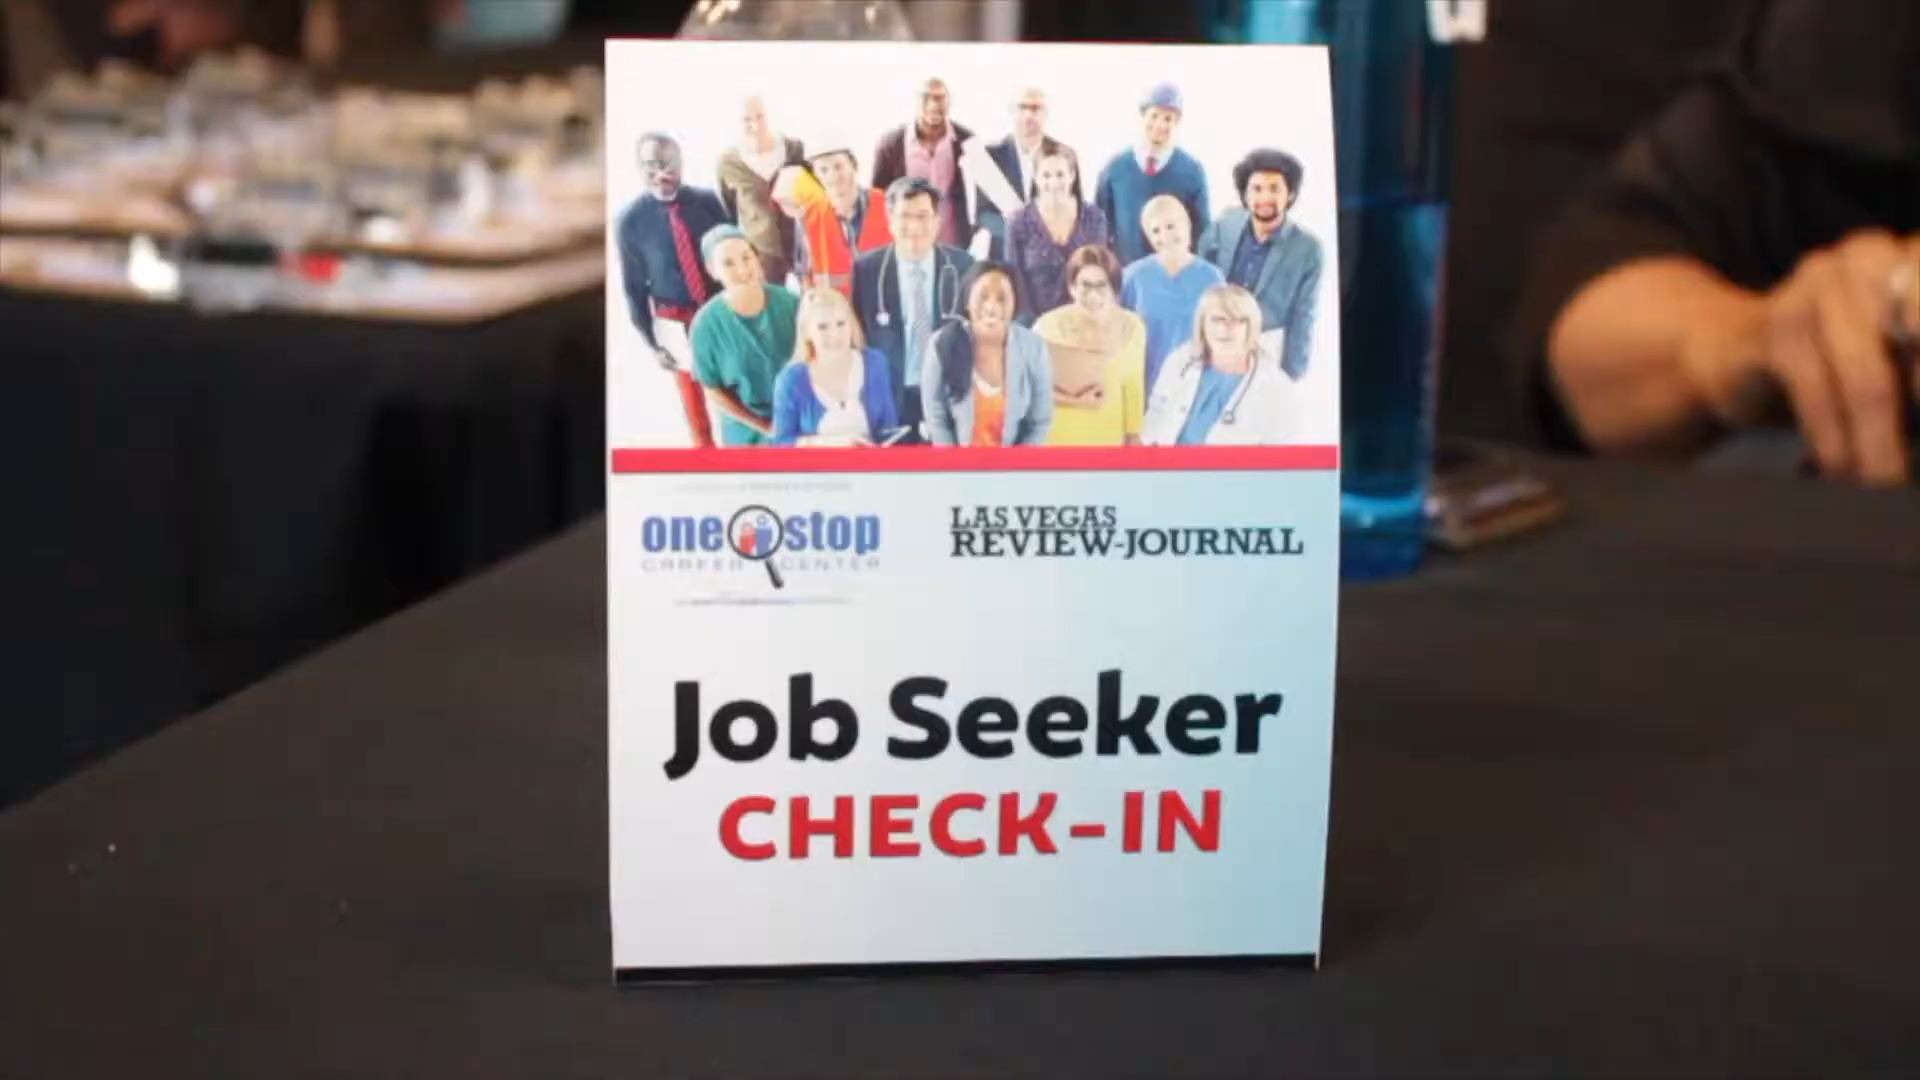 one stop
CAREER CENTER
LAS VEGAS
REVIEW-JOURNAL
Job Seeker
CHECK-IN